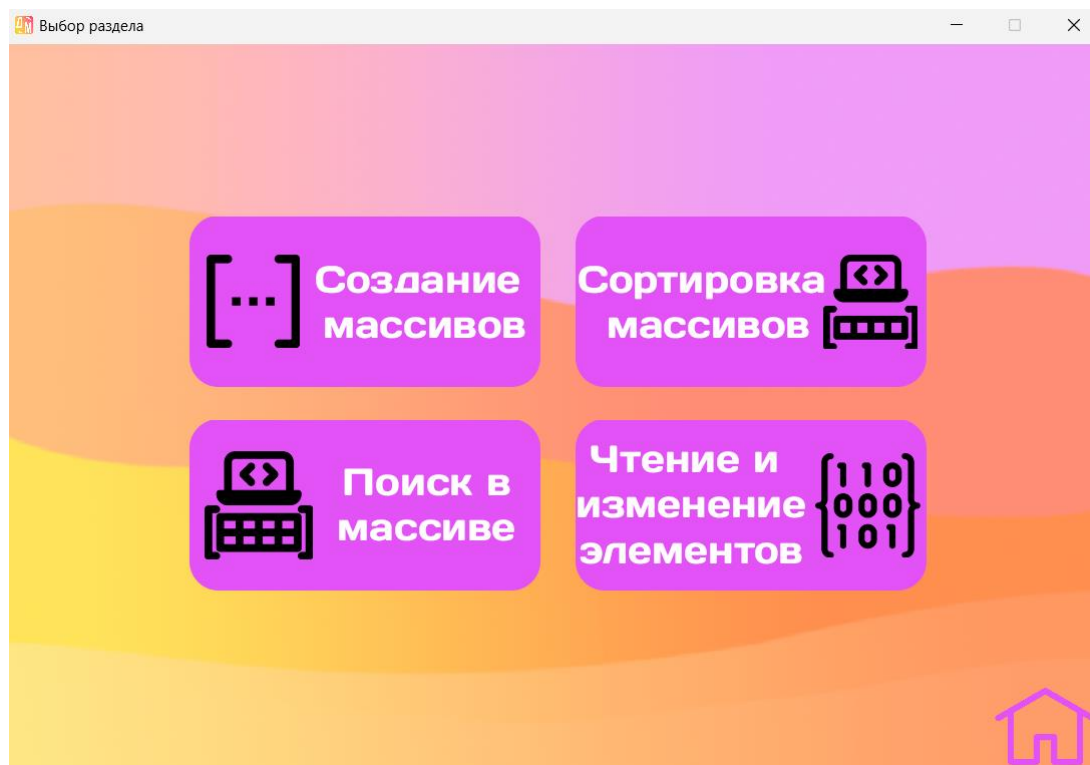 Выбор раздела
Создание
массивов
Сортировка
массивов
Поиск в
массиве
Чтение и
изменение
элементов
110
000
101